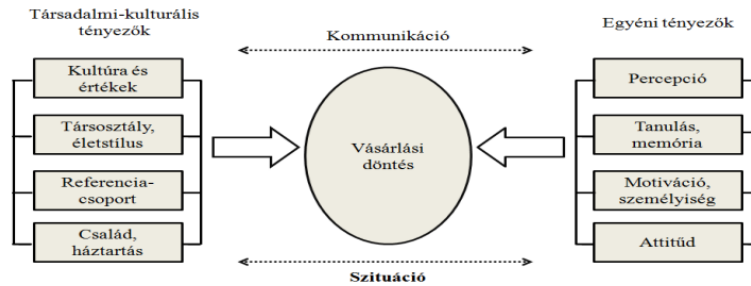 Társadalmi-kulturális
tényezők
Kultúra és
értékek
Társosztály,
életstílus
Referencia-
csoport
Család,
háztartás
Kommunikáció
Vásárlási
döntés
Szituáció
Egyéni tényezők
Percepció
Tanulás,
memória
Motiváció,
személyiség
Attitűd